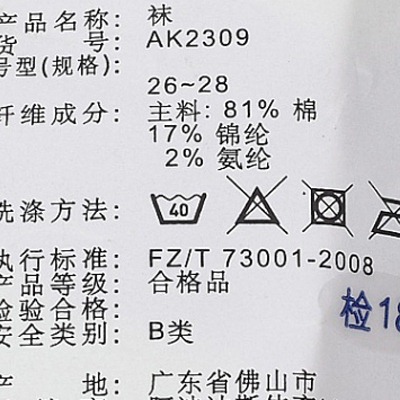 产品名称: 袜
货 号: AK2309
号型(规格):
26~28
纤维成分: 主料: 81% 棉
17% 锦纶
2% 氨纶
洗涤方法: 40
执行标准: FZ/T 73001-2008
产品等级: 合格品
检验合格: 检18
安全类别: B类
产 地: 广东省佛山市